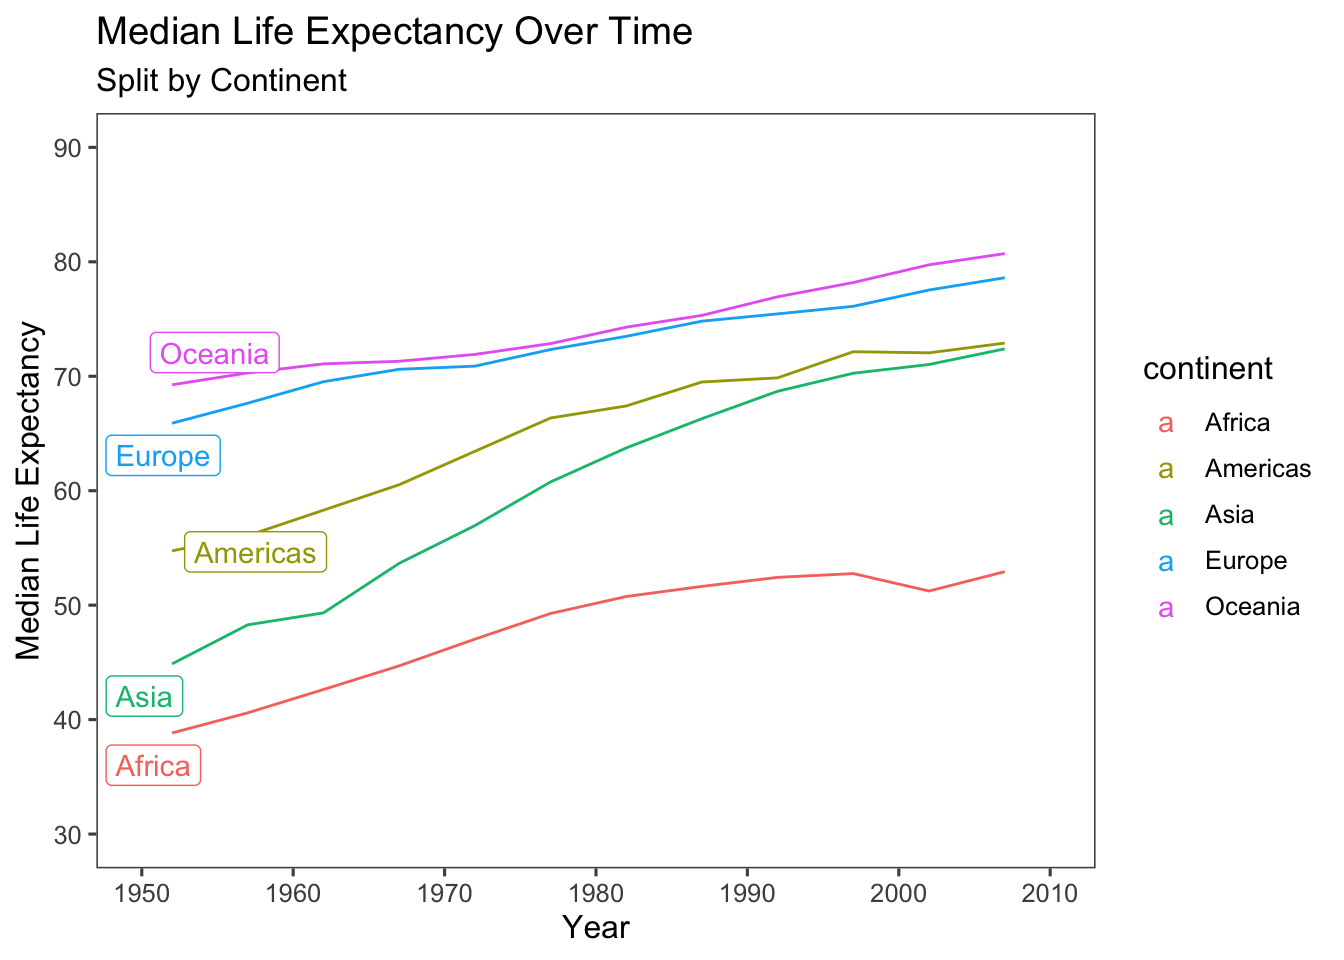 Median Life Expectancy Over Time
Split by Continent
Median Life Expectancy
90
80
70
60
50
40
30
Oceania
Europe
Americas
Asia
Africa
1950 1960 1970 1980 1990 2000 2010
Year
continent
a Africa
a Americas
a Asia
a Europe
a Oceania